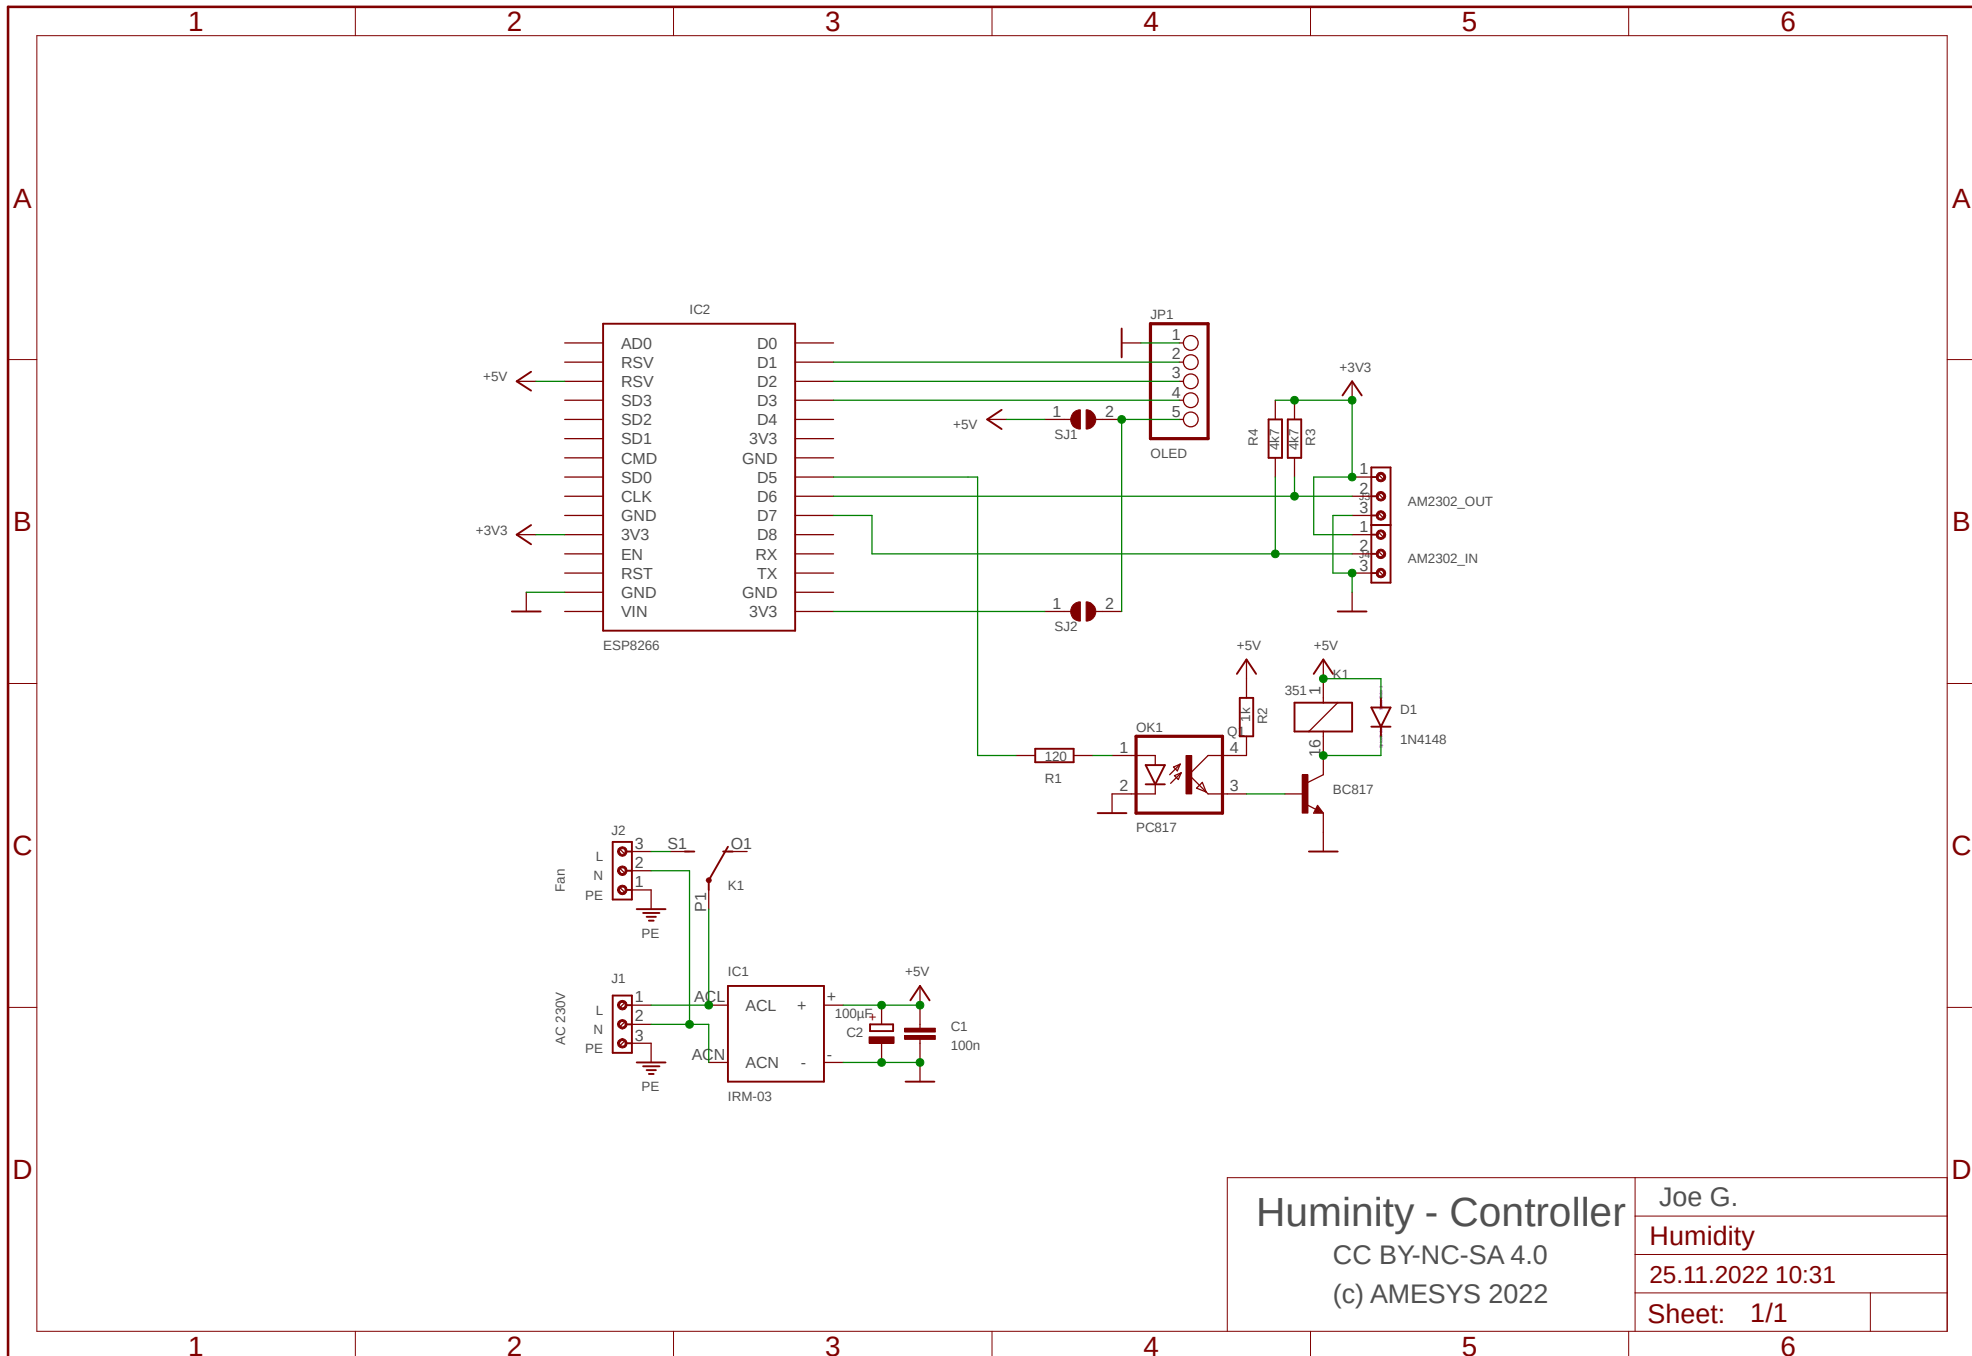 1 2 3 4 5 6
A A
B B
C C
D D
IC2
AD0 D0
RSV D1
RSV D2
SD3 D3
SD2 D4
SD1 3V3
CMD GND
SD0 D5
CLK D6
GND D7
3V3 D8
EN RX
RST TX
GND GND
VIN 3V3
ESP8266
+5V
+3V3
JP1
1
2
3
4
5
OLED
+5V
1 2
SJ1
1 2
SJ2
+3V3
R4 4k7 4k7 R3
1
2
3
AM2302_OUT
1
2
3
AM2302_IN
+5V
1k R2
+5V
K1
351 1
16
D1
1N4148
OK1
1 4
2 3
PC817
120
R1
BC817
J2
Fan
L 3
N 2
PE 1
PE
S1 O1
P1 K1
J1
AC 230V
L 1
N 2
PE 3
PE
IC1
ACL ACL + +
ACN ACN - -
IRM-03
100µF
+
C2
+5V
C1
100n
Huminity - Controller
CC BY-NC-SA 4.0
(c) AMESYS 2022
Joe G.
Humidity
25.11.2022 10:31
Sheet: 1/1
1 2 3 4 5 6